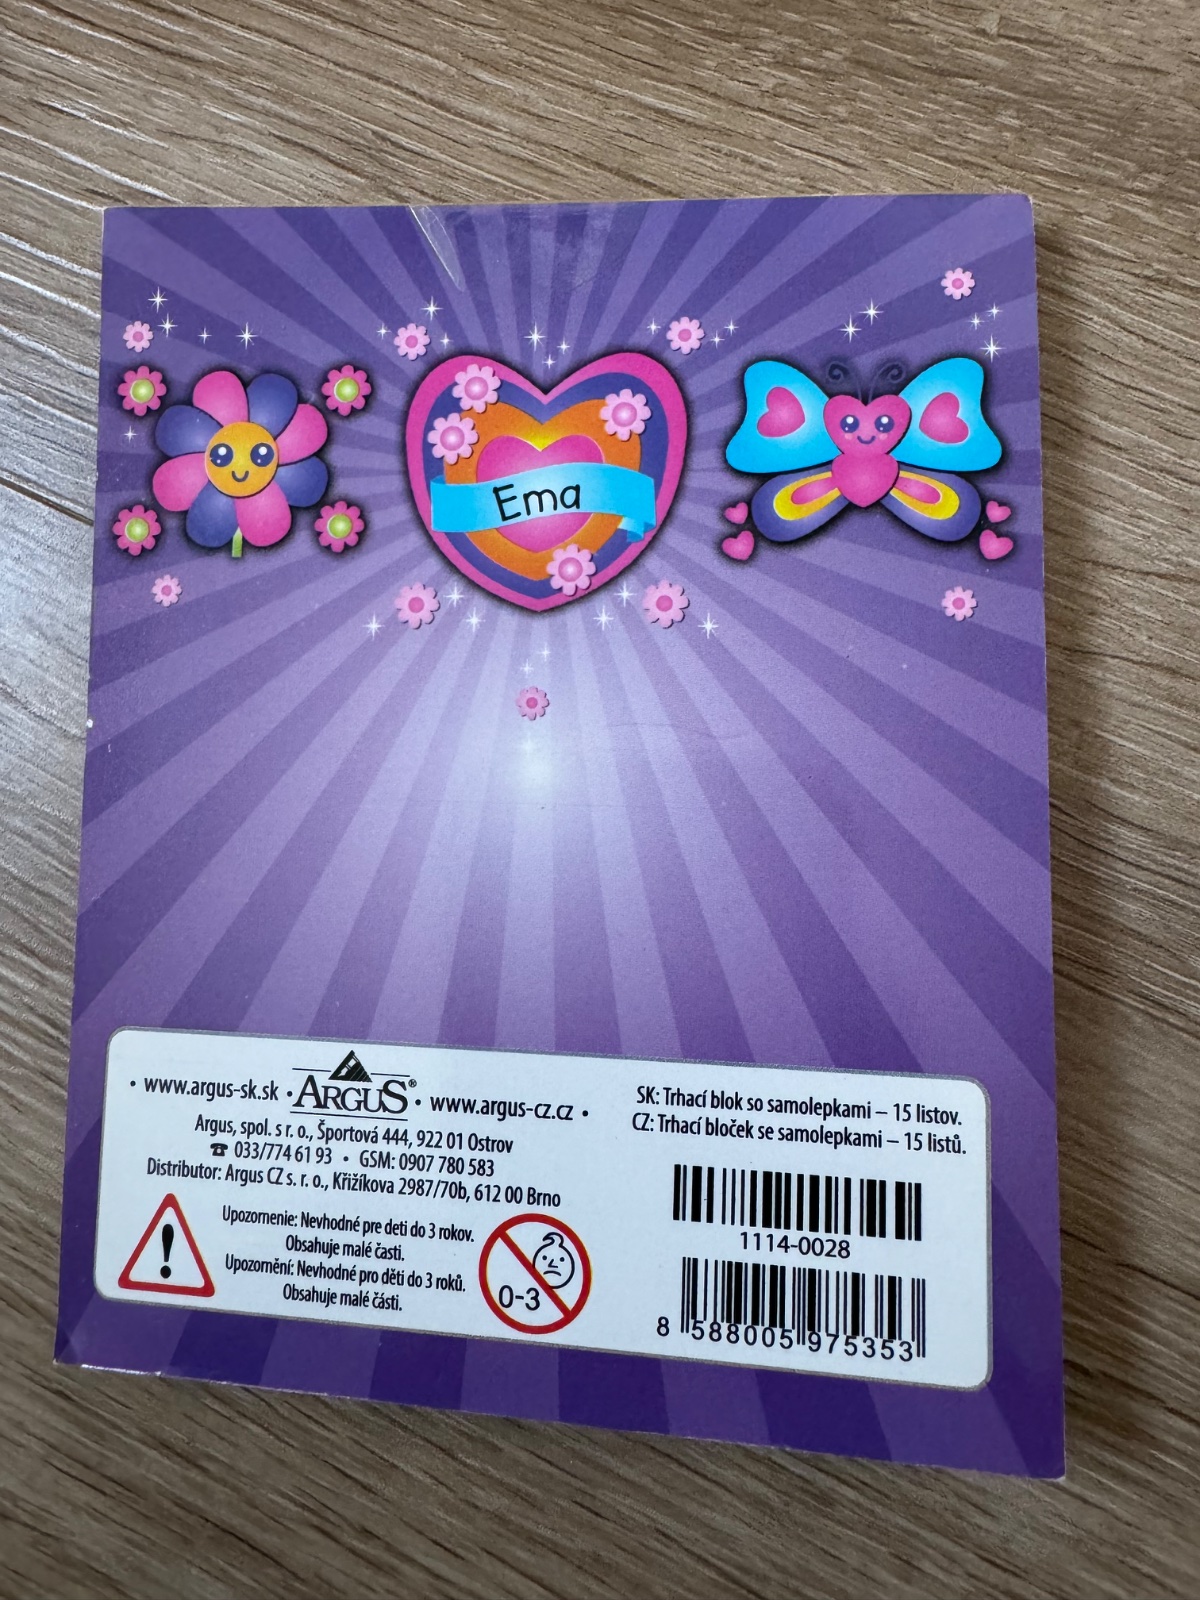 Ema
• www.argus-sk.sk • ARGUS® • www.argus-cz.cz •
Argus, spol. s r. o., Športová 444, 922 01 Ostrov
☎ 033/774 61 93 • GSM: 0907 780 583
Distributor: Argus CZ s. r. o., Křižíkova 2987/70b, 612 00 Brno
Upozornenie: Nevhodné pre deti do 3 rokov.
Obsahuje malé časti.
Upozornění: Nevhodné pro děti do 3 roků.
Obsahuje malé části.
!
0-3
SK: Trhací blok so samolepkami – 15 listov.
CZ: Trhací bloček se samolepkami – 15 listů.
1114-0028
8 588005 975353